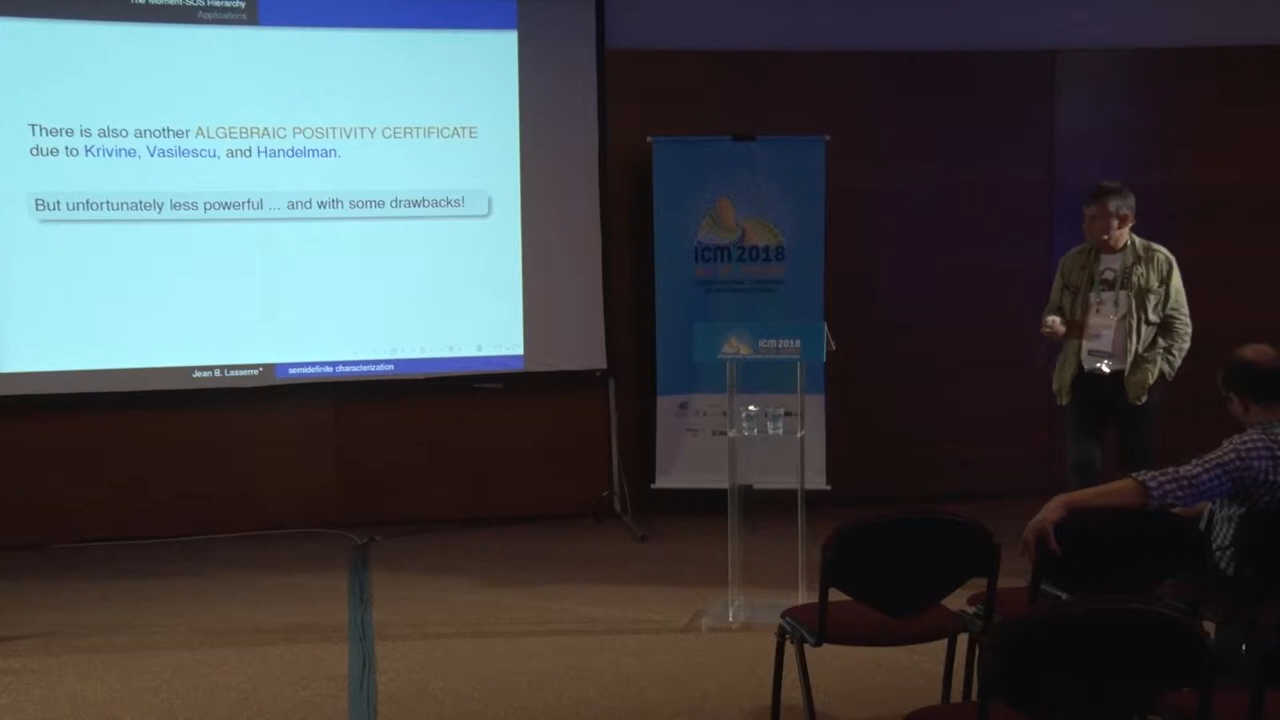 The Moment-SOS Hierarchy
Applications
There is also another ALGEBRAIC POSITIVITY CERTIFICATE
due to Krivine, Vasilescu, and Handelman.
But unfortunately less powerful ... and with some drawbacks!
Jean B. Lasserre*
semidefinite characterization
icm 2018
icm 2018